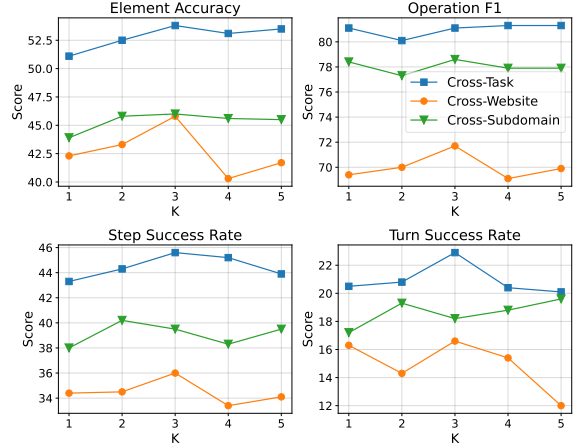 Element Accuracy
52.5
50.0
47.5
45.0
42.5
40.0
Score
1 2 3 4 5
K
Operation F1
80
78
76
74
72
70
Score
Cross-Task
Cross-Website
Cross-Subdomain
1 2 3 4 5
K
Step Success Rate
46
44
42
40
38
36
34
Score
1 2 3 4 5
K
Turn Success Rate
22
20
18
16
14
12
Score
1 2 3 4 5
K